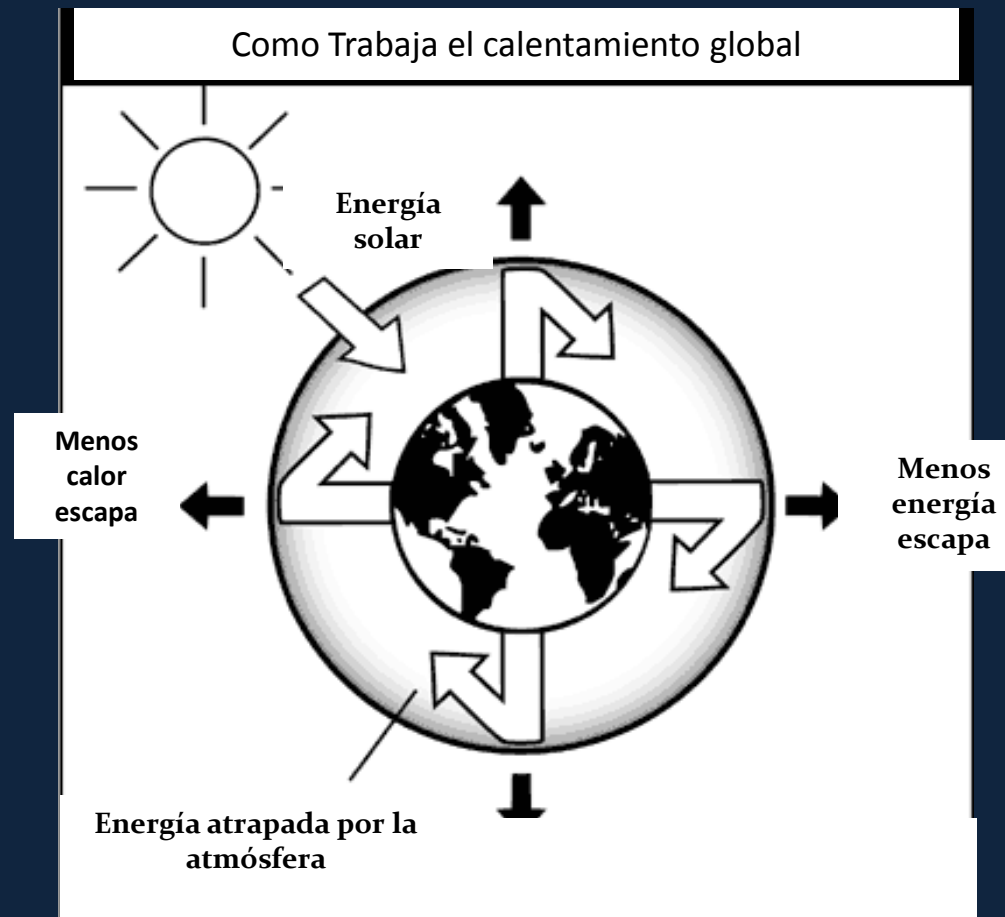 Como Trabaja el calentamiento global
Energía
solar
Menos
calor
escapa
Menos
energía
escapa
Energía atrapada por la
atmósfera